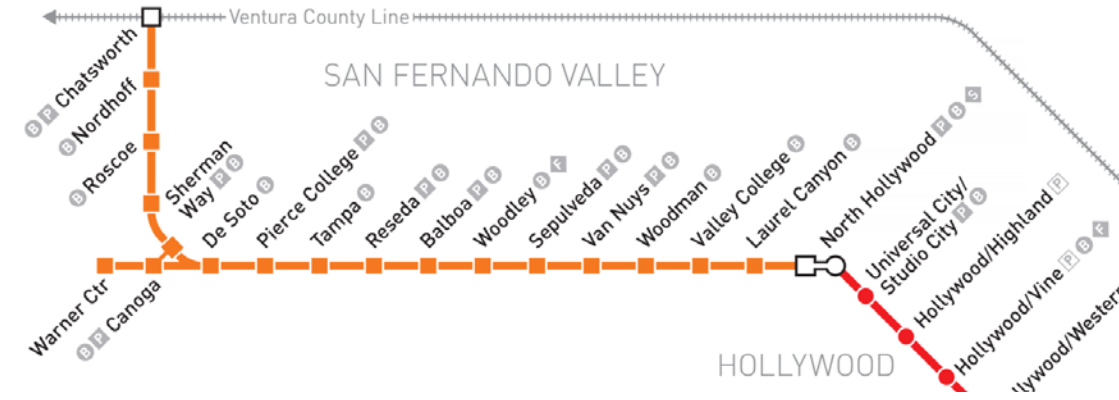 Ventura County Line
SAN FERNANDO VALLEY
B P Chatsworth
B Nordhoff
B Roscoe
Sherman
Way P B
De Soto B
Pierce College P B
Tampa B
Reseda P B
Balboa P B
Woodley B F
Sepulveda P B
Van Nuys P B
Woodman B
Valley College B
Laurel Canyon B
North Hollywood P B S
Universal City/
Studio City P B
Hollywood/Highland P
Hollywood/Vine P B F
llywood/Western
Warner Ctr
B P Canoga
HOLLYWOOD